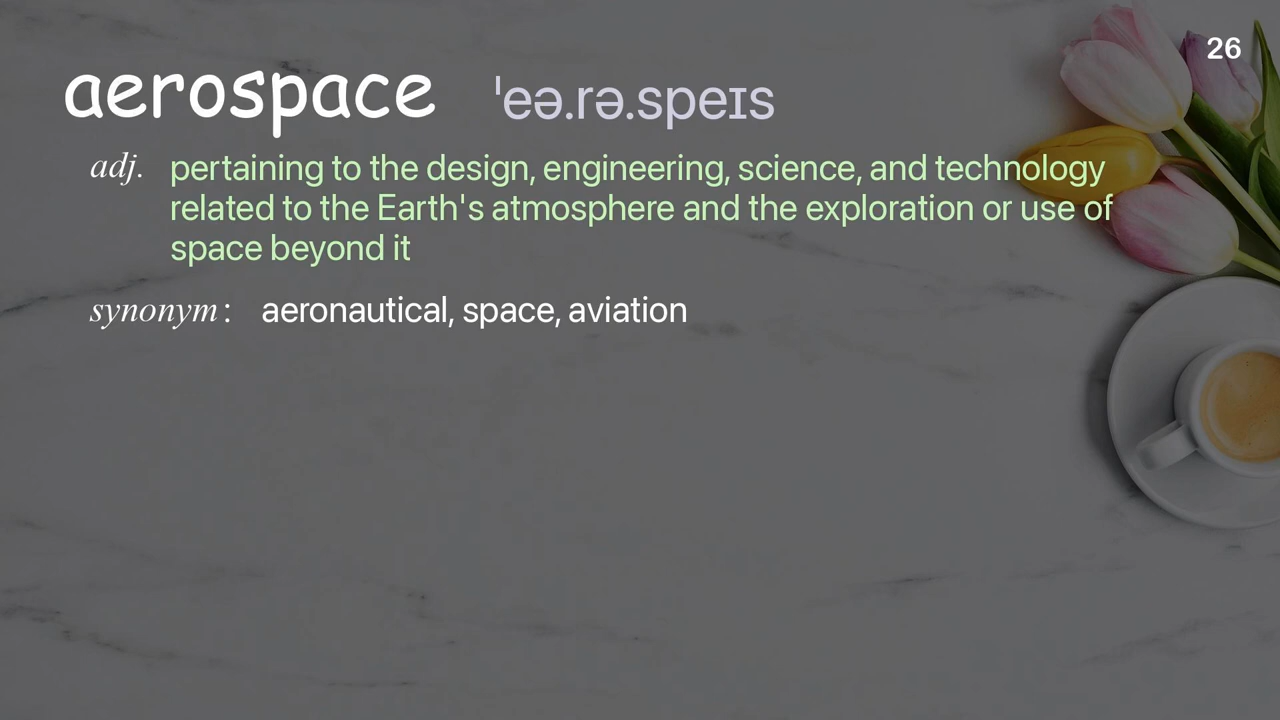 26
aerospace ˈeə.rə.speɪs
adj. pertaining to the design, engineering, science, and technology
related to the Earth's atmosphere and the exploration or use of
space beyond it
synonym: aeronautical, space, aviation